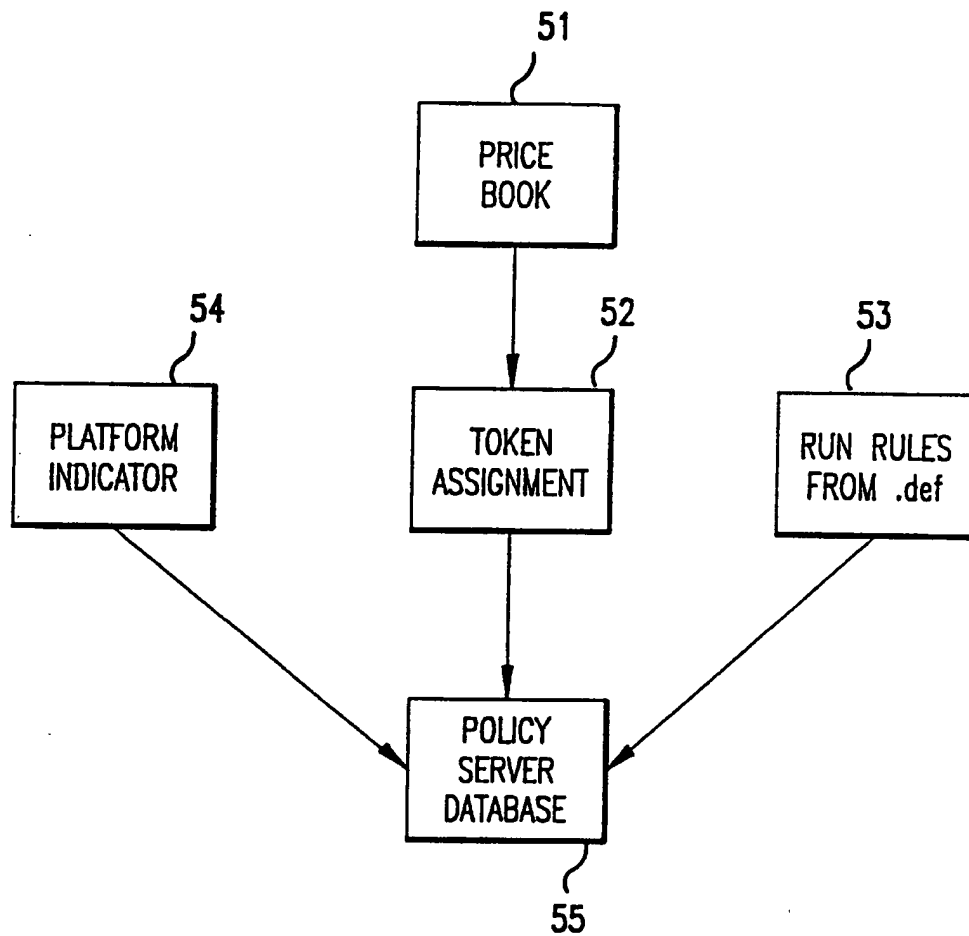 51
PRICE
BOOK
54
52
53
PLATFORM
INDICATOR
TOKEN
ASSIGNMENT
RUN RULES
FROM .def
POLICY
SERVER
DATABASE
55